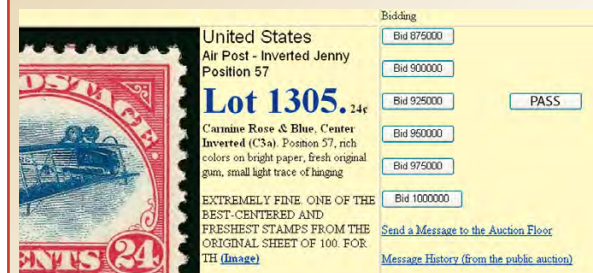 POSTAGE
CENTS 24
United States
Air Post - Inverted Jenny
Position 57
Lot 1305. 24c
Carmine Rose & Blue, Center
Inverted (C3a). Position 57, rich
colors on bright paper, fresh original
gum, small light trace of hinging
EXTREMELY FINE. ONE OF THE
BEST-CENTERED AND
FRESHEST STAMPS FROM THE
ORIGINAL SHEET OF 100. FOR
TH (Image)
Bidding
Bid 875000
Bid 900000
Bid 925000
PASS
Bid 950000
Bid 975000
Bid 1000000
Send a Message to the Auction Floor
Message History (from the public auction)